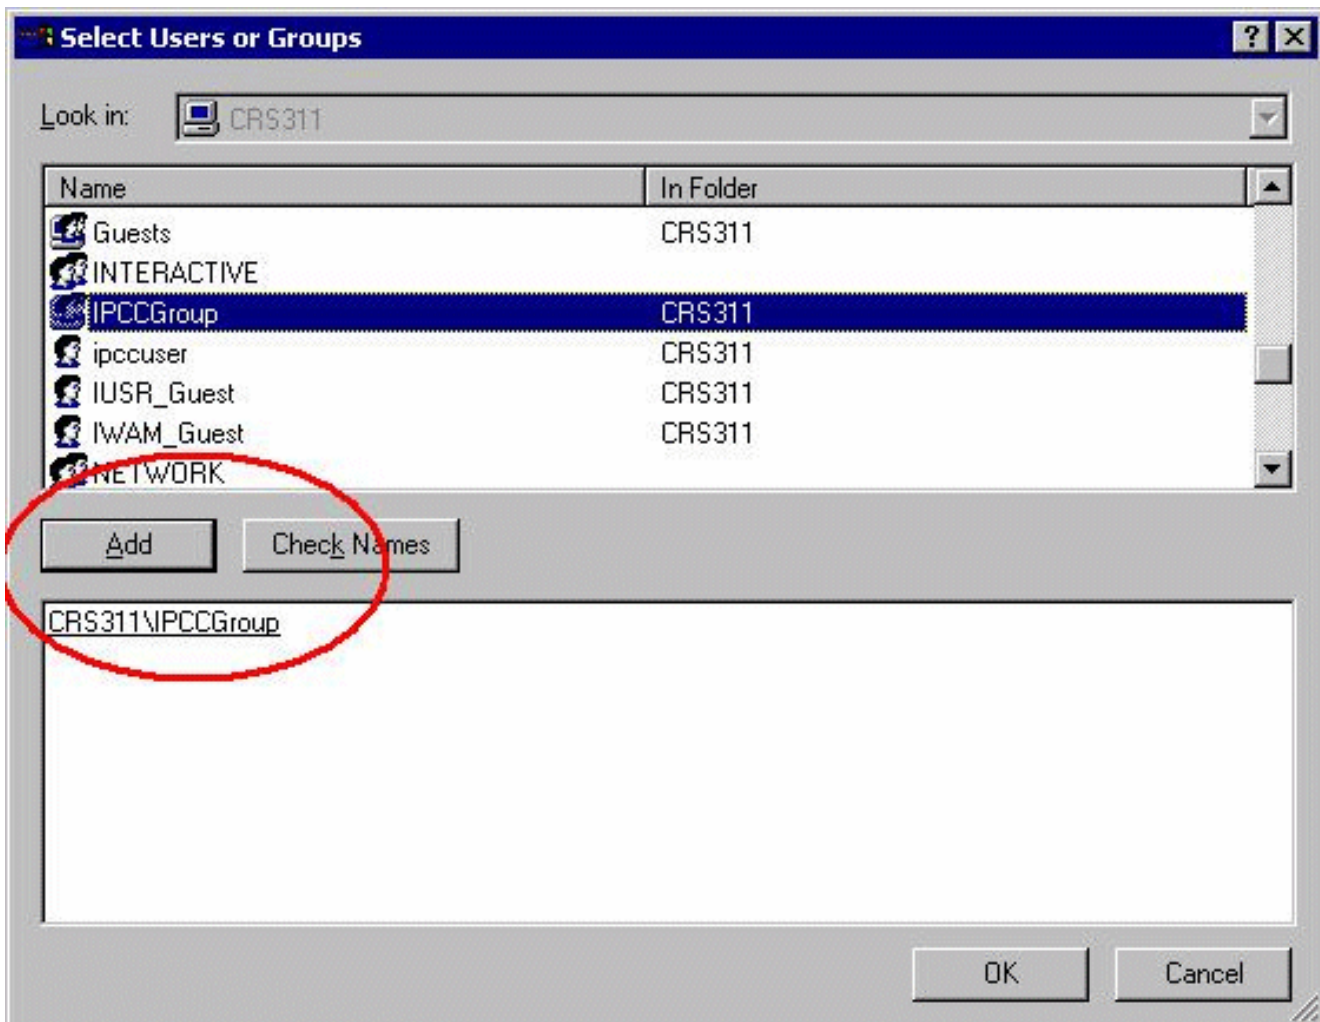 Select Users or Groups
Look in: CRS311
Name In Folder
Guests CRS311
INTERACTIVE
IPCCGroup CRS311
ipccuser CRS311
IUSR_Guest CRS311
IWAM_Guest CRS311
NETWORK
Add Check Names
CRS311\IPCCGroup
OK Cancel